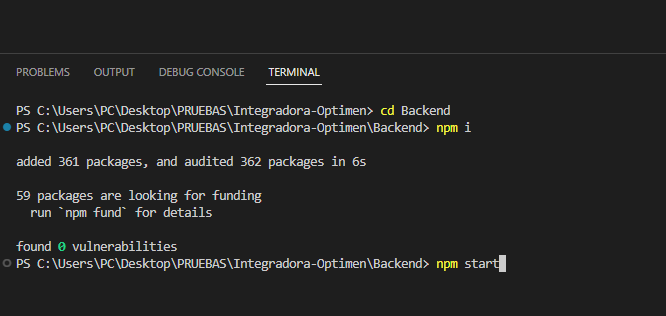 PROBLEMS OUTPUT DEBUG CONSOLE TERMINAL
PS C:\Users\PC\Desktop\PRUEBAS\Integradora-Optimen> cd Backend
PS C:\Users\PC\Desktop\PRUEBAS\Integradora-Optimen\Backend> npm i
added 361 packages, and audited 362 packages in 6s
59 packages are looking for funding
run `npm fund` for details
found 0 vulnerabilities
PS C:\Users\PC\Desktop\PRUEBAS\Integradora-Optimen\Backend> npm start